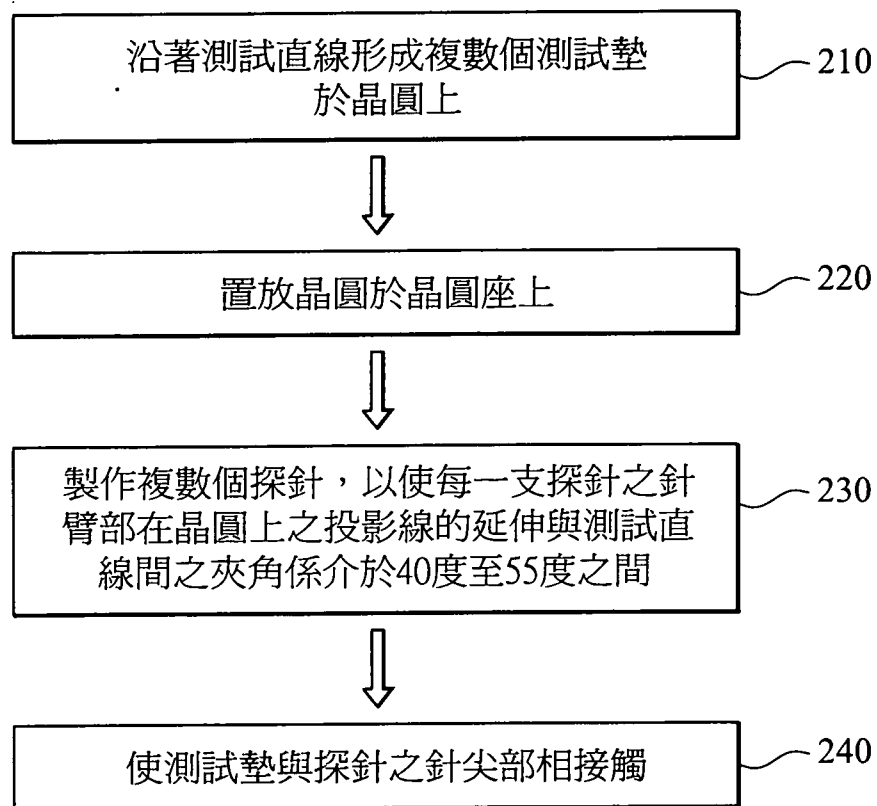 沿著測試直線形成複數個測試墊
於晶圓上
210
置放晶圓於晶圓座上
220
製作複數個探針，以使每一支探針之針
臂部在晶圓上之投影線的延伸與測試直
線間之夾角係介於40度至55度之間
230
使測試墊與探針之針尖部相接觸
240